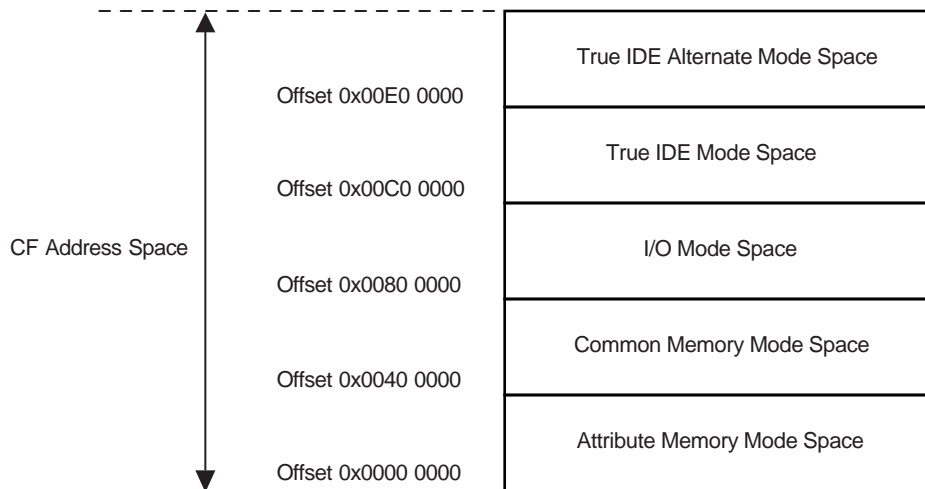 True IDE Alternate Mode Space
Offset 0x00E0 0000
True IDE Mode Space
Offset 0x00C0 0000
CF Address Space
I/O Mode Space
Offset 0x0080 0000
Common Memory Mode Space
Offset 0x0040 0000
Attribute Memory Mode Space
Offset 0x0000 0000